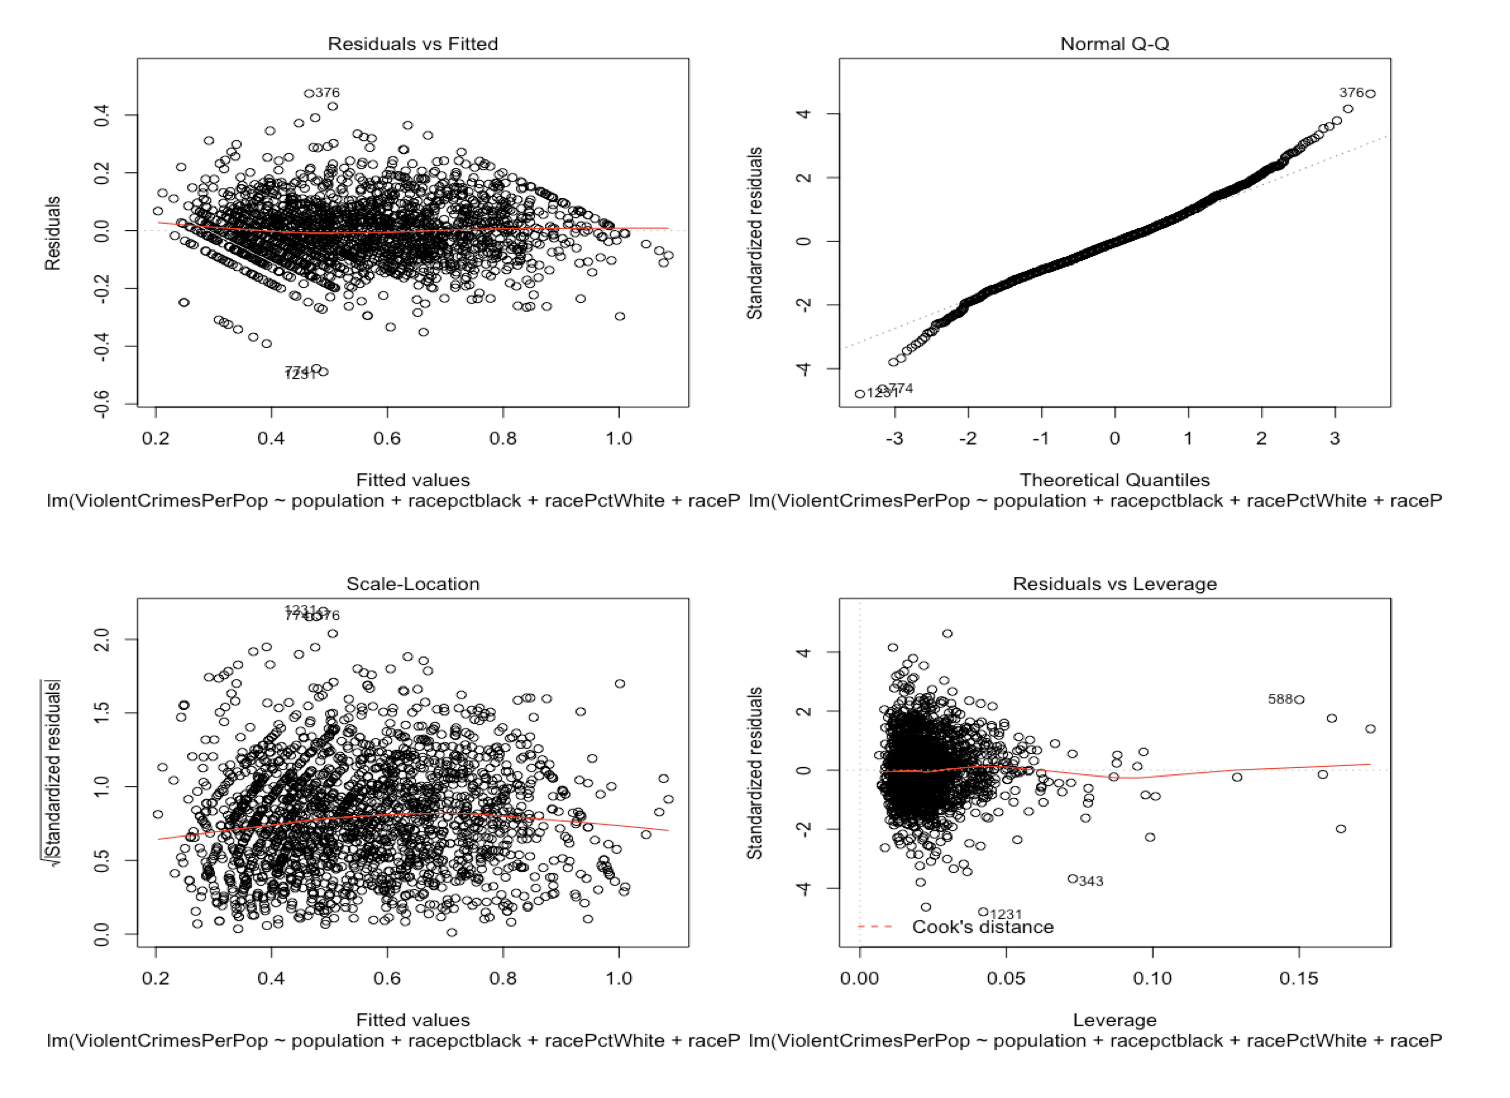 Residuals vs Fitted
Residuals
376
774
1231
0.4
0.2
0.0
-0.2
-0.4
-0.6
0.2 0.4 0.6 0.8 1.0
Fitted values
lm(ViolentCrimesPerPop ~ population + racepctblack + racePctWhite + raceP
Normal Q-Q
Standardized residuals
376
774
1231
4
2
0
-2
-4
-3 -2 -1 0 1 2 3
Theoretical Quantiles
lm(ViolentCrimesPerPop ~ population + racepctblack + racePctWhite + raceP
Scale-Location
√|Standardized residuals|
1231
774 376
2.0
1.5
1.0
0.5
0.0
0.2 0.4 0.6 0.8 1.0
Fitted values
lm(ViolentCrimesPerPop ~ population + racepctblack + racePctWhite + raceP
Residuals vs Leverage
Standardized residuals
588
343
1231
Cook's distance
4
2
0
-2
-4
0.00 0.05 0.10 0.15
Leverage
lm(ViolentCrimesPerPop ~ population + racepctblack + racePctWhite + raceP